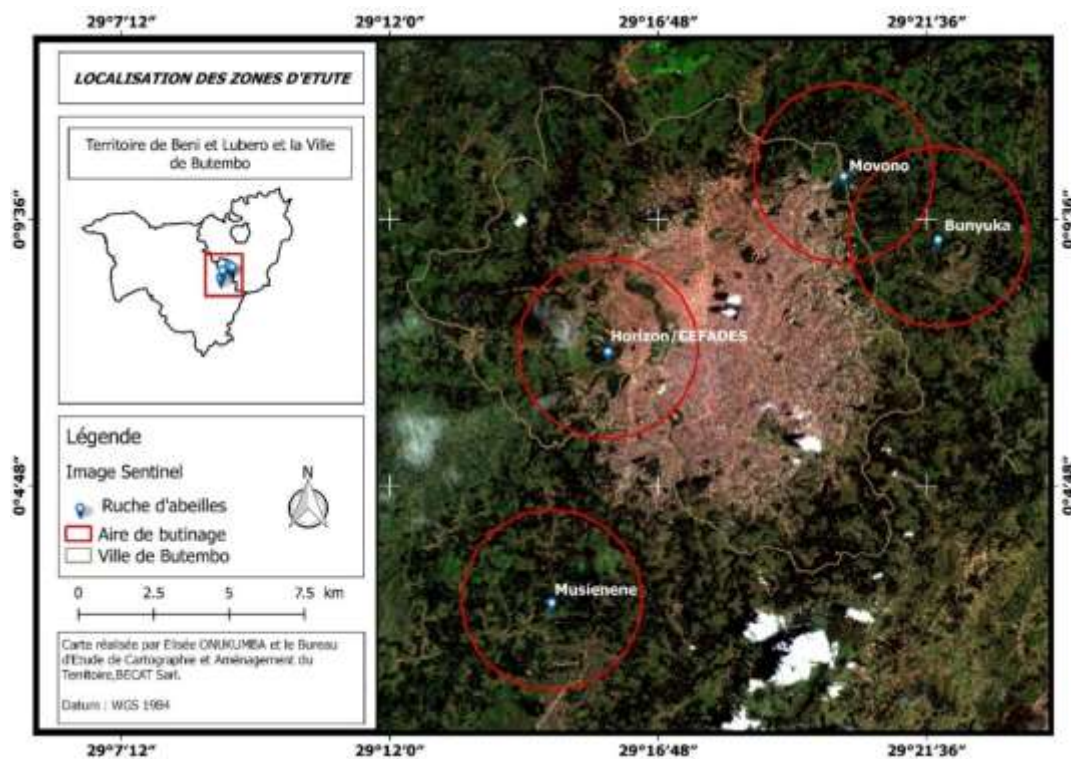 29°7'12" 29°12'0" 29°16'48" 29°21'36"
LOCALISATION DES ZONES D'ETUTE
Territoire de Beni et Lubero et la Ville
de Butembo
0°9'36"
0°4'48"
Légende
Image Sentinel
N
Ruche d'abeilles
Aire de butinage
Ville de Butembo
2.5 5 7.5 km
Carte réalisée par Elisée ONUKUMBA et le Bureau
d'Etude de Cartographie et Aménagement du
Territoire,BECAT Sarl.
Datum : WGS 1984
Movono
Bunyuka
Horizon/CEFADES
Musienene
0°9'36"
0°4'48"
29°7'12" 29°12'0" 29°16'48" 29°21'36"